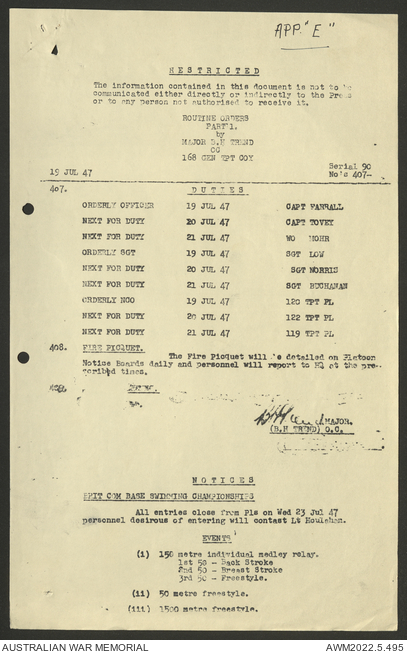 APP. "E"
RESTRICTED
The information contained in this document is not to be
communicated either directly or indirectly to the Press
or to any person not authorised to receive it.
ROUTINE ORDERS
PART 1.
by
MAJOR B.H TREND
OC
168 GEN TPT COY
Serial 90
19 JUL 47 No's 407-
407. DUTIES
ORDERLY OFFICER 19 JUL 47 CAPT FARRALL
NEXT FOR DUTY 20 JUL 47 CAPT TOVEY
NEXT FOR DUTY 21 JUL 47 WO MOHR
ORDERLY SGT 19 JUL 47 SGT LOW
NEXT FOR DUTY 20 JUL 47 SGT NORRIS
NEXT FOR DUTY 21 JUL 47 SGT BUCHANAN
ORDERLY NCO 19 JUL 47 120 TPT PL
NEXT FOR DUTY 20 JUL 47 122 TPT PL
NEXT FOR DUTY 21 JUL 47 119 TPT PL
408. FIRE PICQUET.
The Fire Picquet will be detailed on Platoon
Notice Boards daily and personnel will report to HQ at the pre-
scribed times.
MAJOR.
(B.H TREND) O.C.
NOTICES
BRIT COM BASE SWIMMING CHAMPIONSHIPS
All entries close from Pls on Wed 23 Jul 47
personnel desirous of entering will contact Lt Houlahan.
EVENTS
(i) 150 metre individual medley relay.
1st 50 - Back Stroke
2nd 50 - Breast Stroke
3rd 50 - Freestyle.
(ii) 50 metre freestyle.
(iii) 1500 metre freestyle.
AUSTRALIAN WAR MEMORIAL AWM2022.5.495